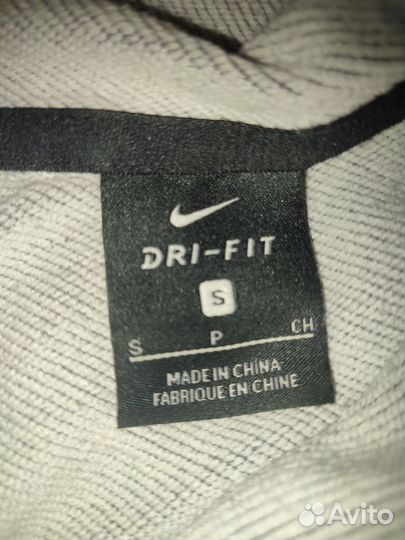 DRI-FIT
S
S P CH
MADE IN CHINA
FABRIQUE EN CHINE
Avito